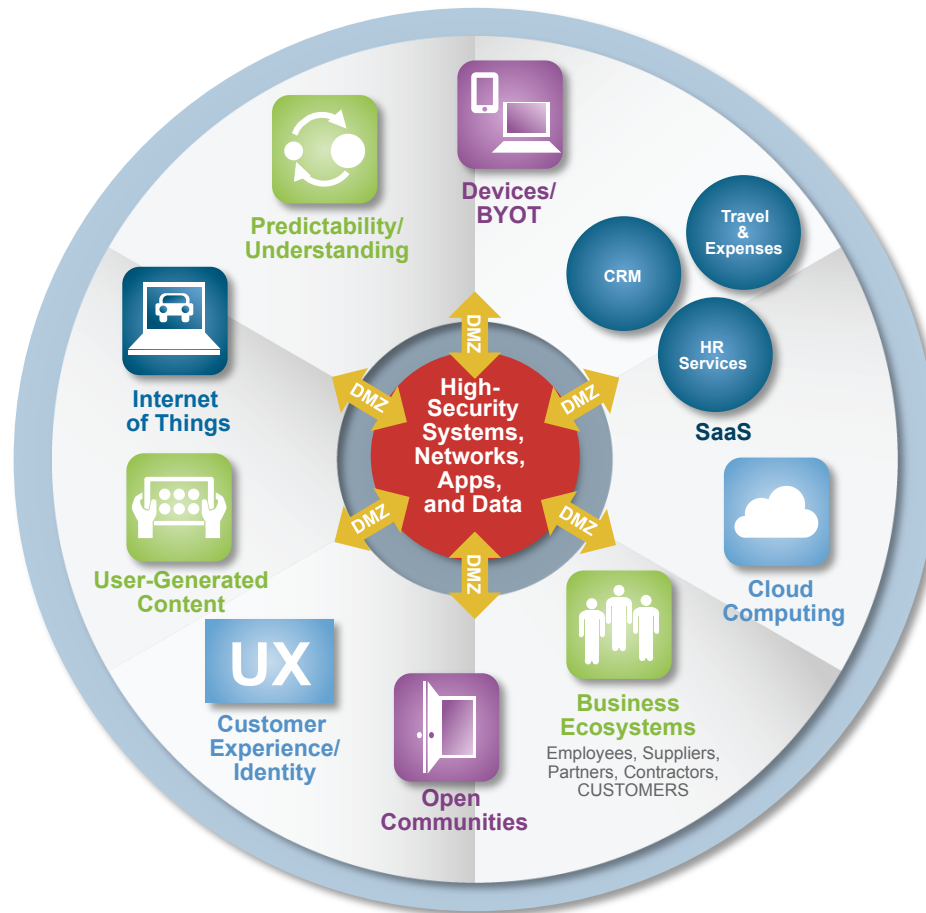 Predictability/
Understanding
Devices/
BYOT
CRM
Travel
&
Expenses
HR
Services
SaaS
Internet
of Things
DMZ
DMZ
DMZ
High-
Security
Systems,
Networks,
Apps,
and Data
DMZ
DMZ
DMZ
User-Generated
Content
Cloud
Computing
UX
Customer
Experience/
Identity
Open
Communities
Business
Ecosystems
Employees, Suppliers,
Partners, Contractors,
CUSTOMERS